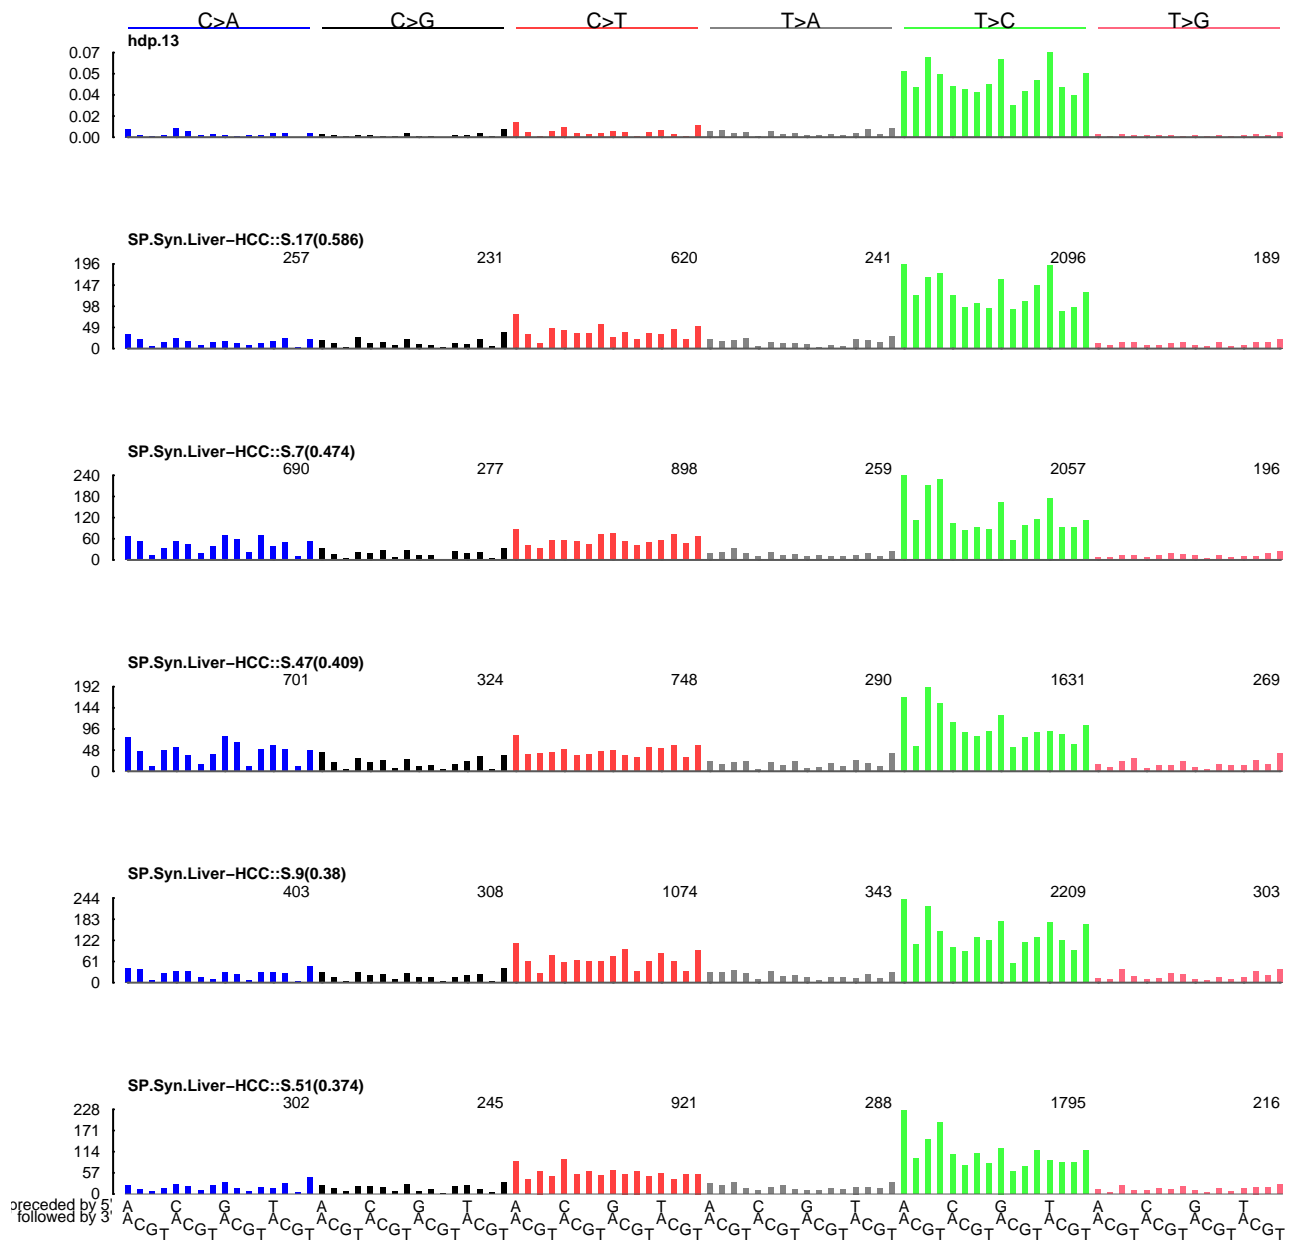 C>A C>G C>T T>A T>C T>G
hdp.13
0.07
0.05
0.04
0.02
0.00
SP.Syn.Liver−HCC::S.17(0.586)
257 231 620 241 2096 189
196
147
98
49
0
SP.Syn.Liver−HCC::S.7(0.474)
690 277 898 259 2057 196
240
180
120
60
0
SP.Syn.Liver−HCC::S.47(0.409)
701 324 748 290 1631 269
192
144
96
48
0
SP.Syn.Liver−HCC::S.9(0.38)
403 308 1074 343 2209 303
244
183
122
61
0
SP.Syn.Liver−HCC::S.51(0.374)
302 245 921 288 1795 216
228
171
114
57
0
preceded by 5' A C G T A C G T A C G T A C G T A C G T A C G T
followed by 3' A C G T A C G T A C G T A C G T A C G T A C G T A C G T A C G T A C G T A C G T A C G T A C G T A C G T A C G T A C G T A C G T A C G T A C G T A C G T A C G T A C G T A C G T A C G T A C G T